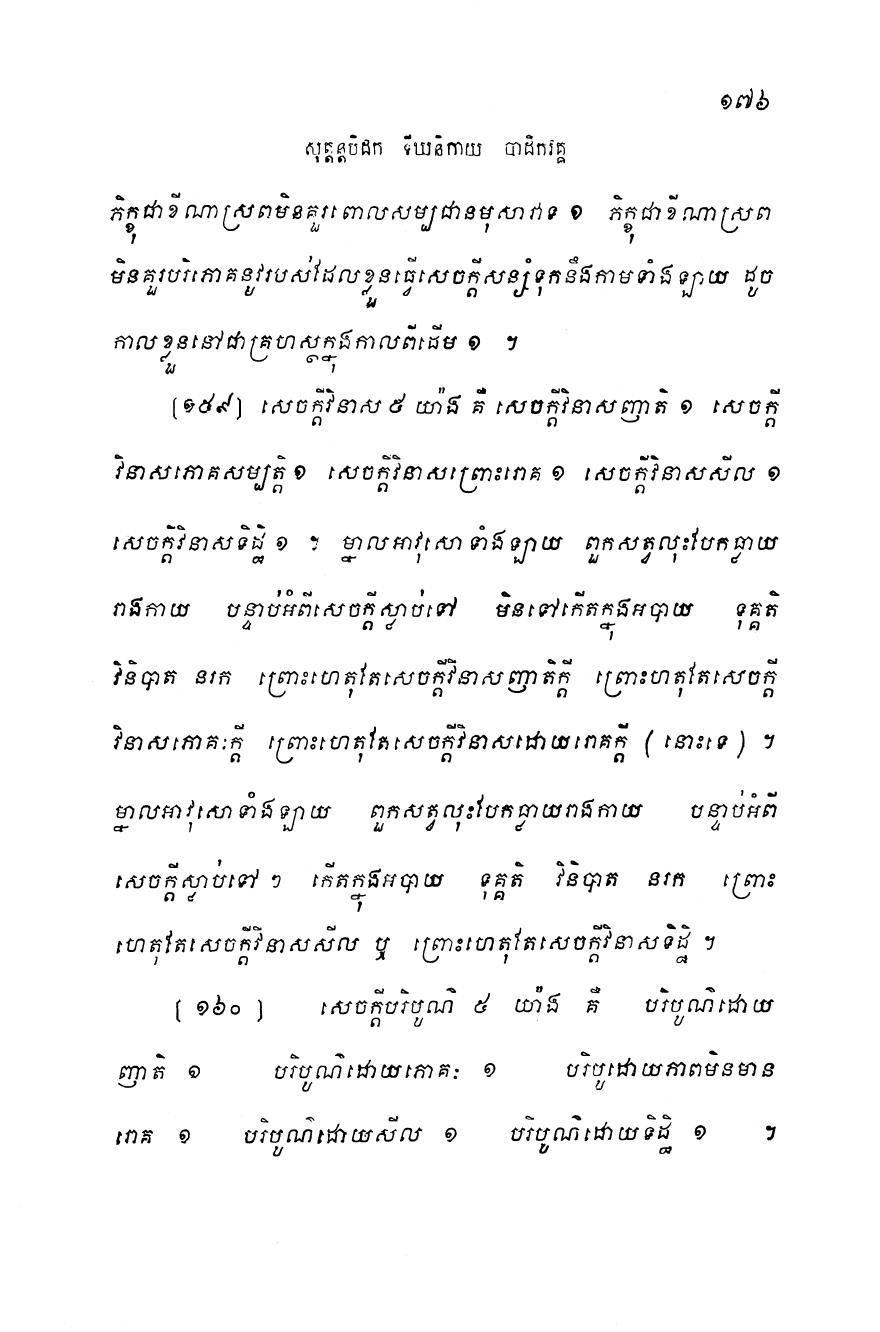 ១៧៦
សុត្តន្តបិដក ទីឃនិកាយ បាដិកវគ្គ
ភិក្ខុជាខីណាស្រពមិនគួរពោលសម្បជានមុសាវាទ ១ ភិក្ខុជាខីណាស្រព
មិនគួរបរិភោគនូវរបស់ដែលខ្លួនធ្វើសេចក្តីសន្សំទុកនឹងកាមទាំងឡាយ ដូច
កាលខ្លួននៅជាគ្រហស្ថក្នុងកាលពីដើម ១ ។
(១៥៩) សេចក្តីវិនាស ៥ យ៉ាង គឺ សេចក្តីវិនាសញាតិ ១ សេចក្តី
វិនាសភោគសម្បត្តិ ១ សេចក្តីវិនាសព្រោះរោគ ១ សេចក្តីវិនាសសីល ១
សេចក្តីវិនាសទិដ្ឋិ ១ ។ ម្នាលអាវុសោទាំងឡាយ ពួកសត្វលុះបែកធ្លាយ
រាងកាយ បន្ទាប់អំពីសេចក្តីស្លាប់ទៅ មិនទៅកើតក្នុងអបាយ ទុគ្គតិ
វិនិបាត នរក ព្រោះហេតុតែសេចក្តីវិនាសញាតិក្តី ព្រោះហតុតែសេចក្តី
វិនាសភោគៈក្តី ព្រោះហេតុតែសេចក្តីវិនាសដោយរោគក្តី ( នោះទេ ) ។
ម្នាលអាវុសោទាំងឡាយ ពួកសត្វលុះបែកធ្លាយរាងកាយ បន្ទាប់អំពី
សេចក្តីស្លាប់ទៅ ។ កើតក្នុងអបាយ ទុគ្គតិ វិនិបាត នរក ព្រោះ
ហេតុតែសេចក្តីវិនាសសីល ឬ ព្រោះហេតុតែសេចក្តីវិនាសទិដ្ឋិ ។
( ១៦០ ) សេចក្តីបរិបូណ៌ ៥ យ៉ាង គឺ បរិបូណ៌ដោយ
ញាតិ ១ បរិបូណ៌ដោយភោគៈ ១ បរិបូដោយភាពមិនមាន
រោគ ១ បរិបូណ៌ដោយសីល ១ បរិបូណ៌ដោយទិដ្ឋិ ១ ។